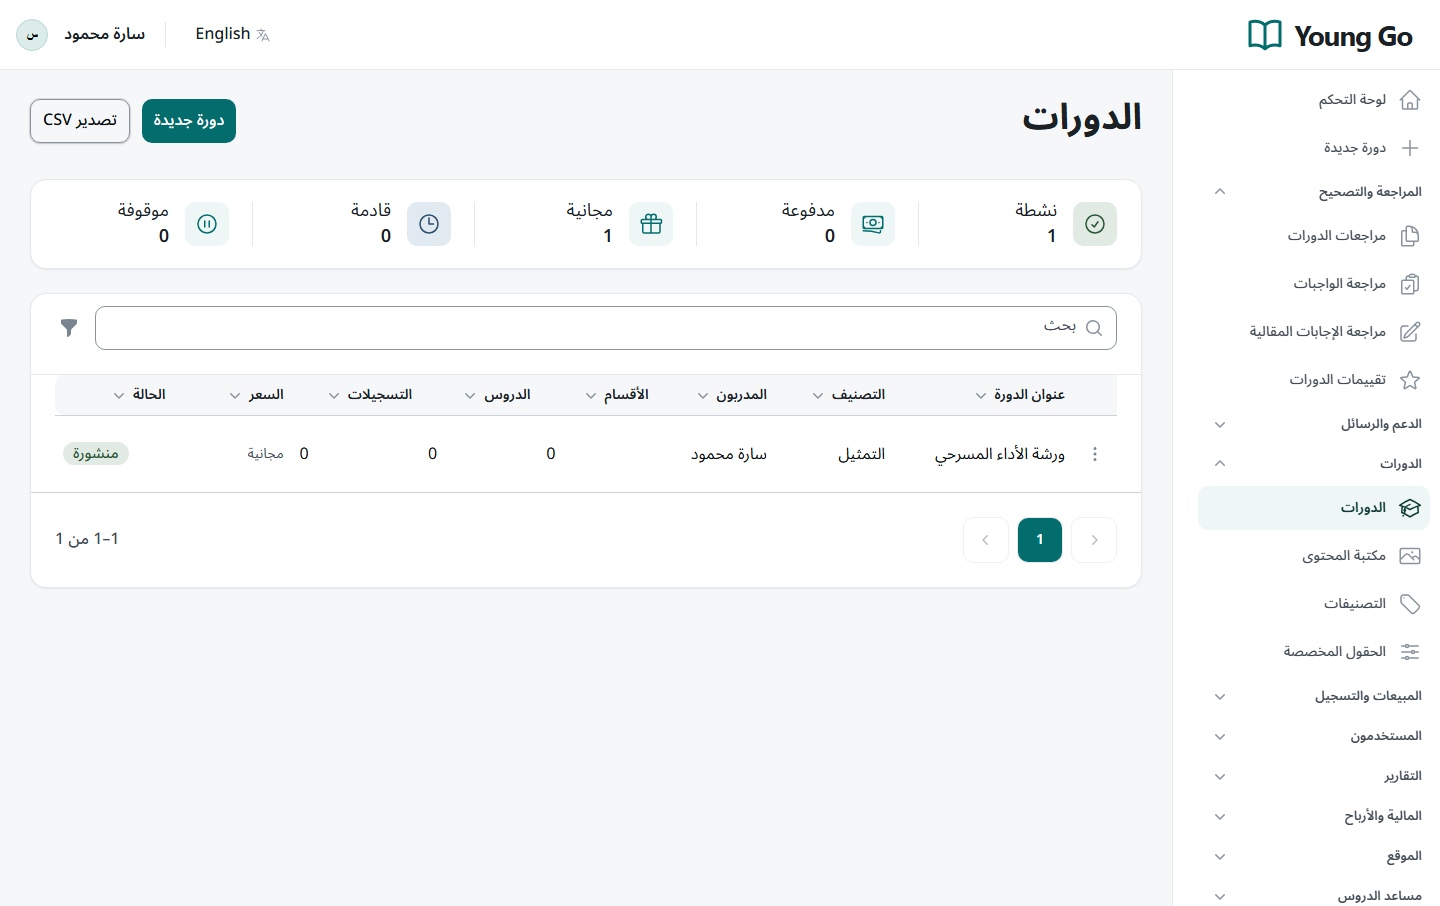 Young Go
English
سارة محمود
س
لوحة التحكم
دورة جديدة
المراجعة والتصحيح
مراجعات الدورات
مراجعة الواجبات
مراجعة الإجابات المقالية
تقييمات الدورات
الدعم والرسائل
الدورات
الدورات
مكتبة المحتوى
التصنيفات
الحقول المخصصة
المبيعات والتسجيل
المستخدمون
التقارير
المالية والأرباح
الموقع
مساعد الدروس
الدورات
دورة جديدة
تصدير CSV
نشطة
1
مدفوعة
0
مجانية
1
قادمة
0
موقوفة
0
بحث
عنوان الدورة التصنيف المدربون الأقسام الدروس التسجيلات السعر الحالة
ورشة الأداء المسرحي التمثيل سارة محمود 0 0 0 مجانية منشورة
1
1–1 من 1